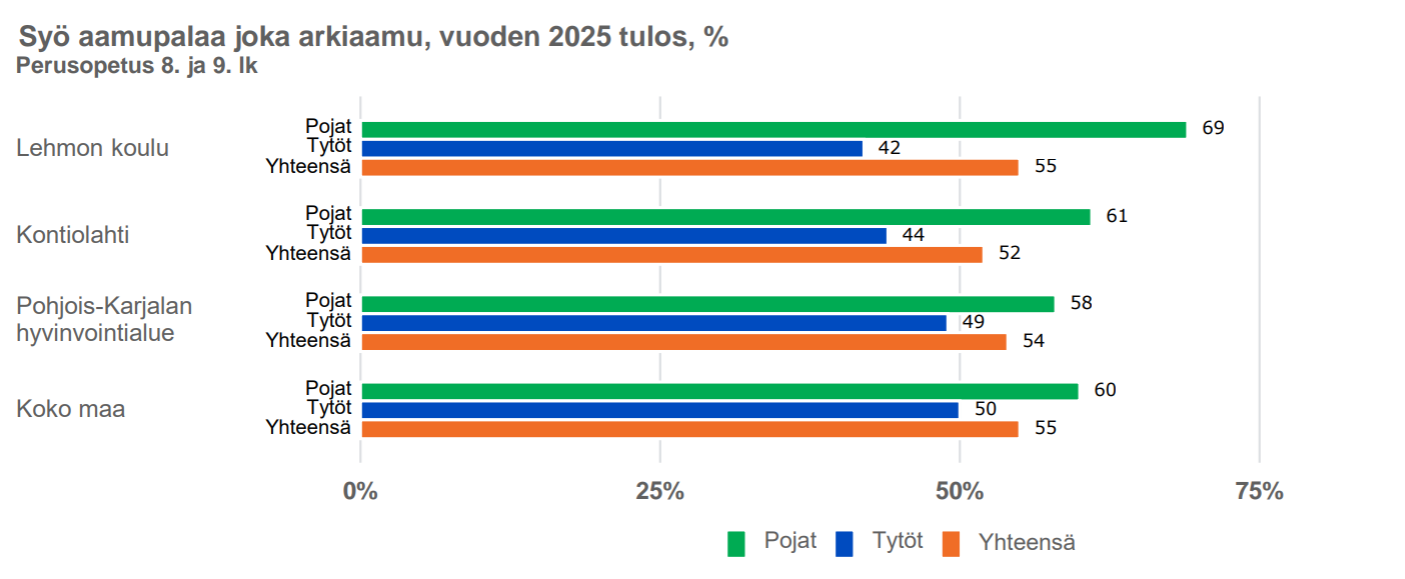 Syö aamupalaa joka arkiaamu, vuoden 2025 tulos, %
Perusopetus 8. ja 9. lk
Lehmon koulu
Pojat 69
Tytöt 42
Yhteensä 55
Kontiolahti
Pojat 61
Tytöt 44
Yhteensä 52
Pohjois-Karjalan
hyvinvointialue
Pojat 58
Tytöt 49
Yhteensä 54
Koko maa
Pojat 60
Tytöt 50
Yhteensä 55
0% 25% 50% 75%
Pojat Tytöt Yhteensä